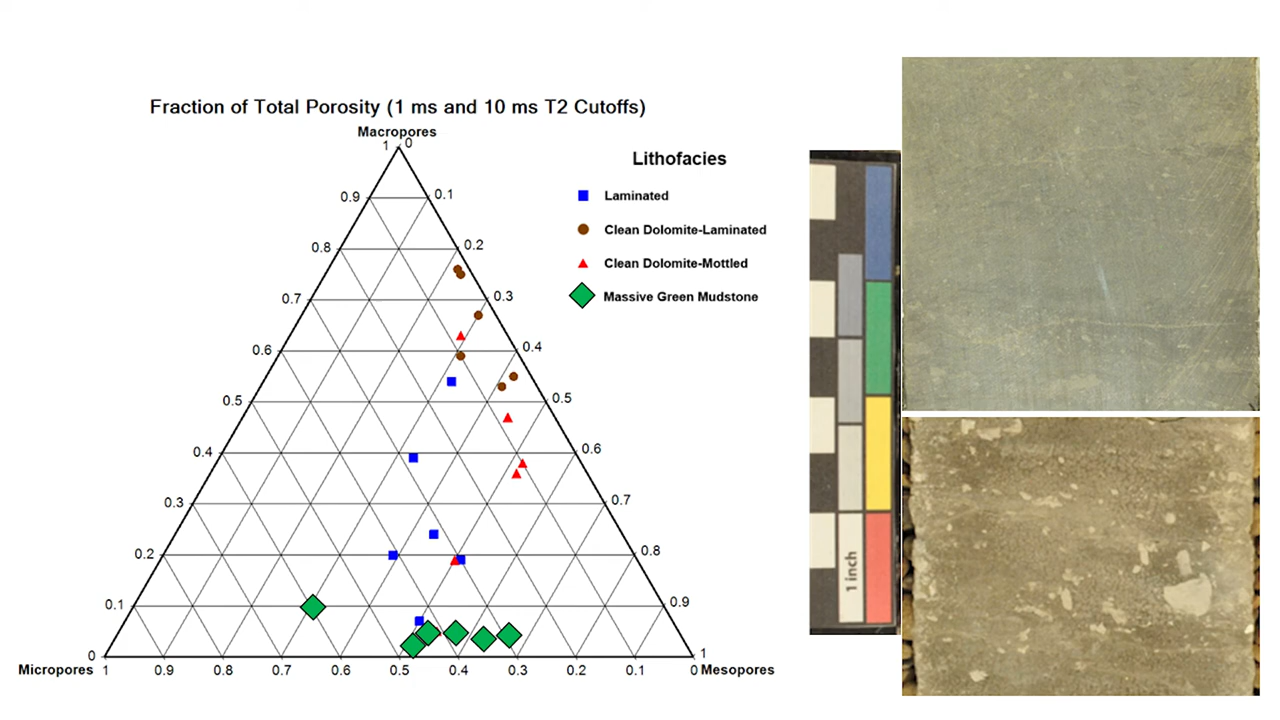 Fraction of Total Porosity (1 ms and 10 ms T2 Cutoffs)
Macropores
1 0
Lithofacies
Laminated
Clean Dolomite-Laminated
Clean Dolomite-Mottled
Massive Green Mudstone
0.9 0.1
0.8 0.2
0.7 0.3
0.6 0.4
0.5 0.5
0.4 0.6
0.3 0.7
0.2 0.8
0.1 0.9
0 1
Micropores 1 0.9 0.8 0.7 0.6 0.5 0.4 0.3 0 Mesopores
1 inch